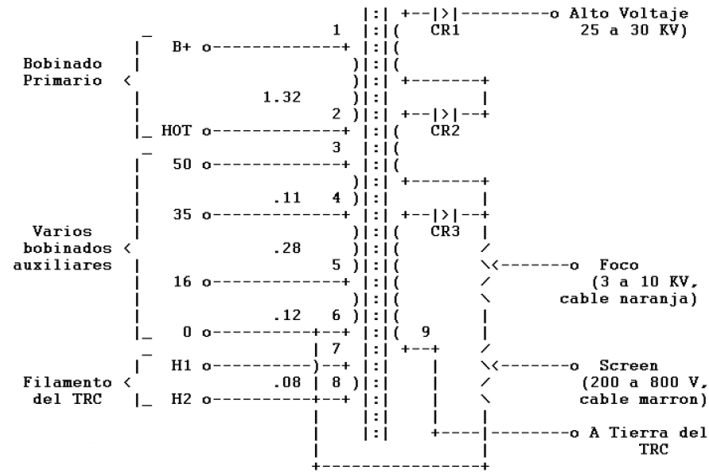 1 Alto Voltaje
B+ CR1 25 a 30 KV)
Bobinado
Primario
1.32
2
HOT CR2
3
50
.11 4
35
Varios CR3
bobinados .28
auxiliares 5 Foco
16 (3 a 10 KV,
cable naranja)
.12 6
0 9
7
H1 Screen
Filamento .08 8 (200 a 800 V,
del TRC H2 cable marron)
A Tierra del
TRC